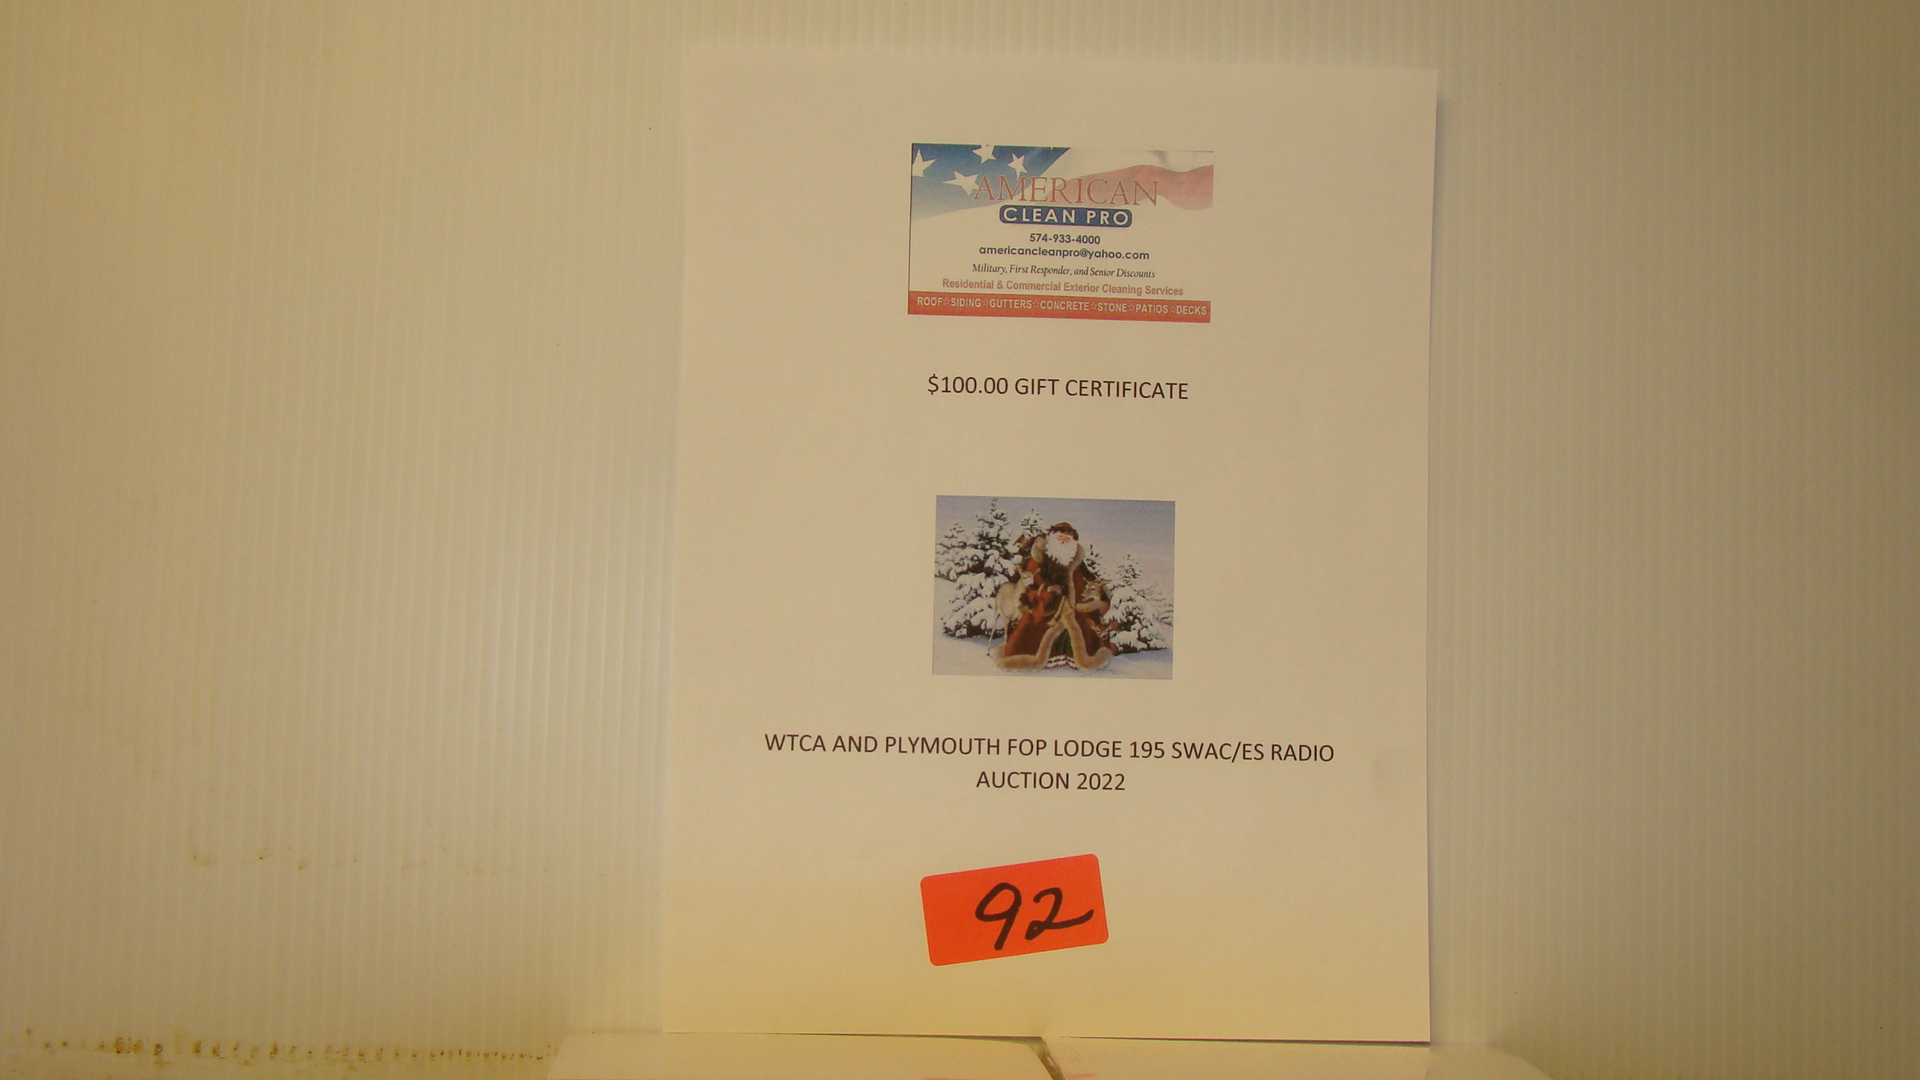 AMERICAN
CLEAN PRO
574-933-4000
americancleanpro@yahoo.com
Military, First Responder, and Senior Discounts
Residential & Commercial Exterior Cleaning Services
ROOF☆SIDING☆GUTTERS☆CONCRETE☆STONE☆PATIOS☆DECKS
$100.00 GIFT CERTIFICATE
WTCA AND PLYMOUTH FOP LODGE 195 SWAC/ES RADIO
AUCTION 2022
92